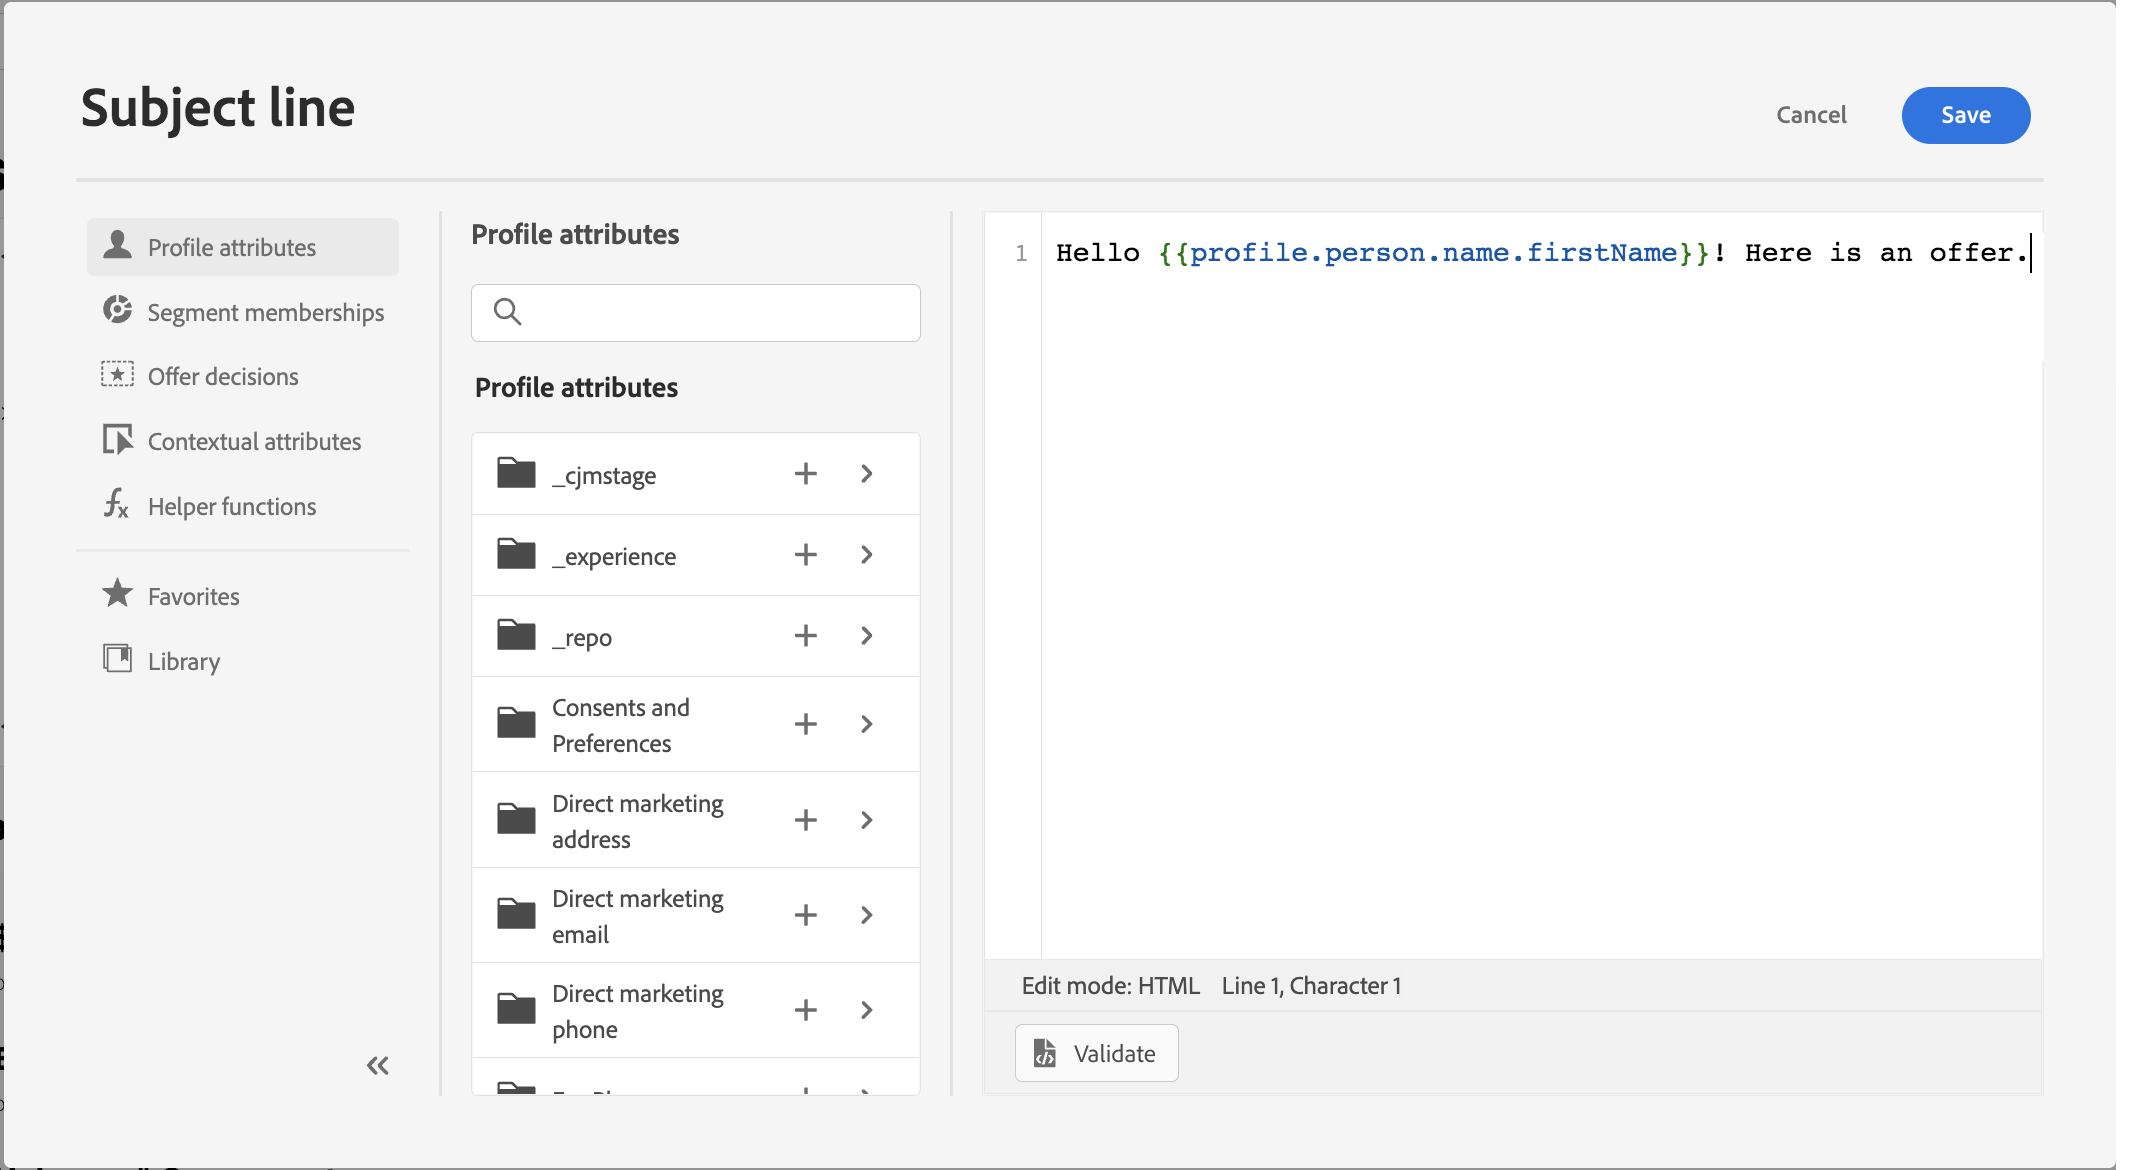 Subject line
Cancel
Save
Profile attributes
Segment memberships
Offer decisions
Contextual attributes
Helper functions
Favorites
Library
Profile attributes
Profile attributes
_cjmstage
_experience
_repo
Consents and
Preferences
Direct marketing
address
Direct marketing
email
Direct marketing
phone
1 Hello {{profile.person.name.firstName}}! Here is an offer.
Edit mode: HTML Line 1, Character 1
Validate